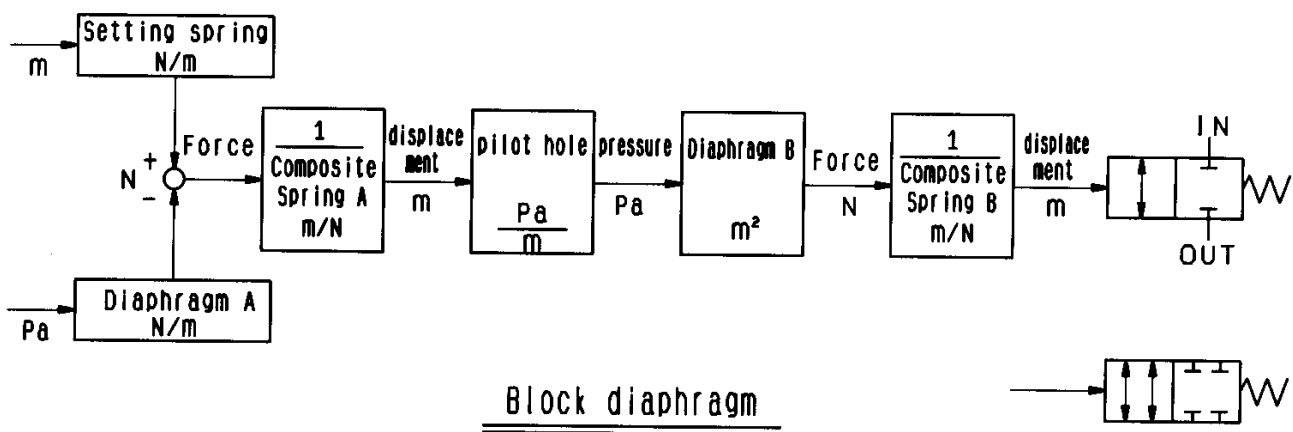 Setting spring
N/m
m
N
+
-
Force
1
Composite
Spring A
m/N
displace
ment
m
pilot hole
Pa
m
pressure
Pa
Diaphragm B
m²
Force
N
1
Composite
Spring B
m/N
displace
ment
m
IN
OUT
Diaphragm A
N/m
Pa
Block diaphragm